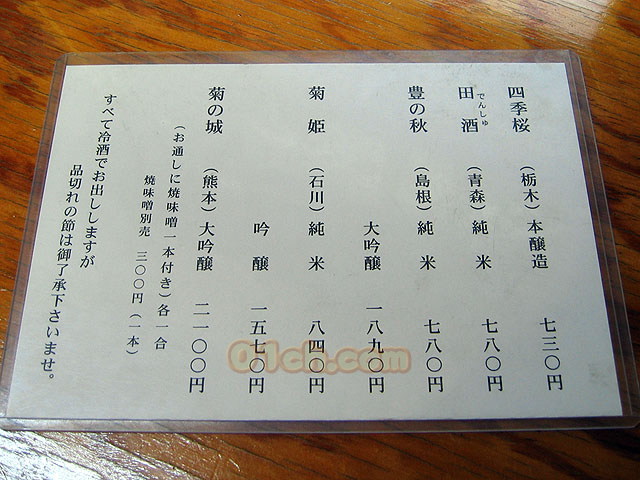 四季桜 （栃木）本醸造 七三〇円
田酒 （青森）純米 七八〇円
でんしゅ
豊の秋 （島根）純米 七八〇円
大吟醸 一八九〇円
菊姫 （石川）純米 八四〇円
吟醸 一五七〇円
菊の城 （熊本）大吟醸 二一〇〇円
（お通しに焼味噌一本付き）各一合
焼味噌別売 三〇〇円（一本）
すべて冷酒でお出ししますが
品切れの節は御了承下さいませ。
01ch.com